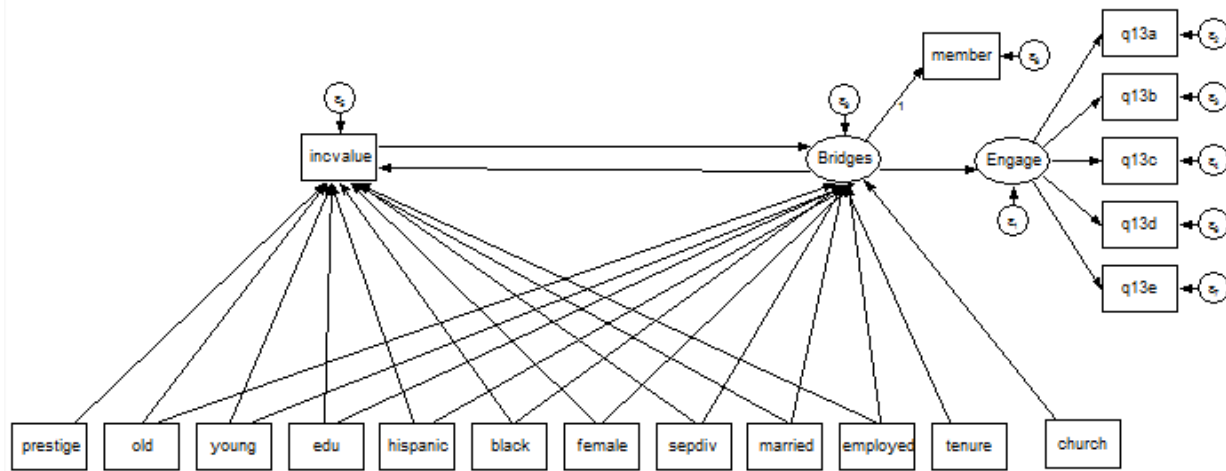 q13a
member
q13b
incvalue
Bridges
1
Engage
q13c
q13d
q13e
prestige
old
young
edu
hispanic
black
female
sepdiv
married
employed
tenure
church